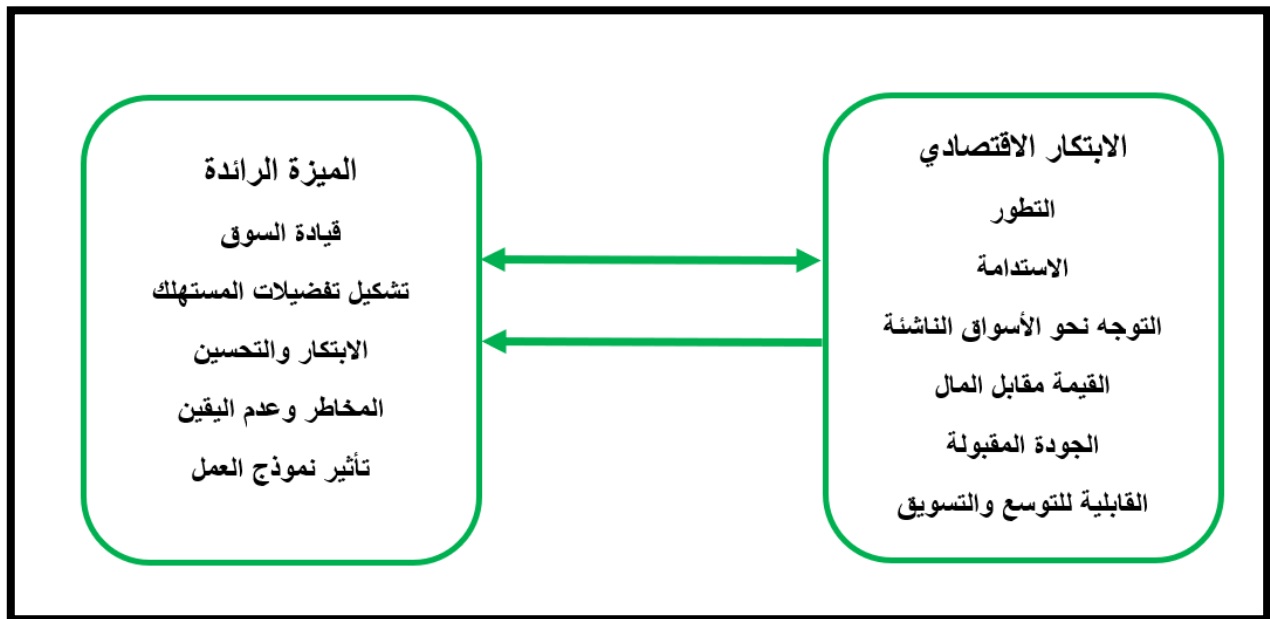 الابتكار الاقتصادي
التطور
الاستدامة
التوجه نحو الأسواق الناشئة
القيمة مقابل المال
الجودة المقبولة
القابلية للتوسع والتسويق
الميزة الرائدة
قيادة السوق
تشكيل تفضيلات المستهلك
الابتكار والتحسين
المخاطر وعدم اليقين
تأثير نموذج العمل